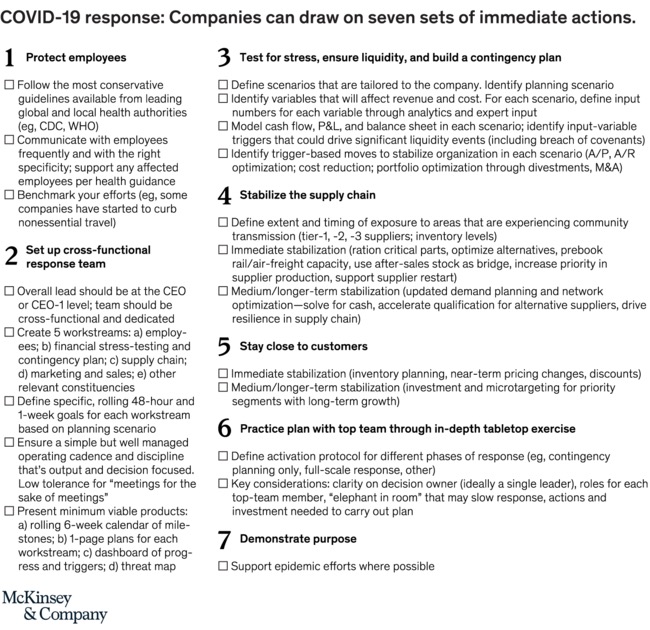 COVID-19 response: Companies can draw on seven sets of immediate actions.
1 Protect employees
Follow the most conservative
guidelines available from leading
global and local health authorities
(eg, CDC, WHO)
Communicate with employees
frequently and with the right
specificity; support any affected
employees per health guidance
Benchmark your efforts (eg, some
companies have started to curb
nonessential travel)
2 Set up cross-functional
response team
Overall lead should be at the CEO
or CEO-1 level; team should be
cross-functional and dedicated
Create 5 workstreams: a) employ-
ees; b) financial stress-testing and
contingency plan; c) supply chain;
d) marketing and sales; e) other
relevant constituencies
Define specific, rolling 48-hour and
1-week goals for each workstream
based on planning scenario
Ensure a simple but well managed
operating cadence and discipline
that's output and decision focused.
Low tolerance for "meetings for the
sake of meetings"
Present minimum viable products:
a) rolling 6-week calendar of mile-
stones; b) 1-page plans for each
workstream; c) dashboard of prog-
ress and triggers; d) threat map
3 Test for stress, ensure liquidity, and build a contingency plan
Define scenarios that are tailored to the company. Identify planning scenario
Identify variables that will affect revenue and cost. For each scenario, define input
numbers for each variable through analytics and expert input
Model cash flow, P&L, and balance sheet in each scenario; identify input-variable
triggers that could drive significant liquidity events (including breach of covenants)
Identify trigger-based moves to stabilize organization in each scenario (A/P, A/R
optimization; cost reduction; portfolio optimization through divestments, M&A)
4 Stabilize the supply chain
Define extent and timing of exposure to areas that are experiencing community
transmission (tier-1, -2, -3 suppliers; inventory levels)
Immediate stabilization (ration critical parts, optimize alternatives, prebook
rail/air-freight capacity, use after-sales stock as bridge, increase priority in
supplier production, support supplier restart)
Medium/longer-term stabilization (updated demand planning and network
optimization—solve for cash, accelerate qualification for alternative suppliers, drive
resilience in supply chain)
5 Stay close to customers
Immediate stabilization (inventory planning, near-term pricing changes, discounts)
Medium/longer-term stabilization (investment and microtargeting for priority
segments with long-term growth)
6 Practice plan with top team through in-depth tabletop exercise
Define activation protocol for different phases of response (eg, contingency
planning only, full-scale response, other)
Key considerations: clarity on decision owner (ideally a single leader), roles for each
top-team member, "elephant in room" that may slow response, actions and
investment needed to carry out plan
7 Demonstrate purpose
Support epidemic efforts where possible
McKinsey
& Company